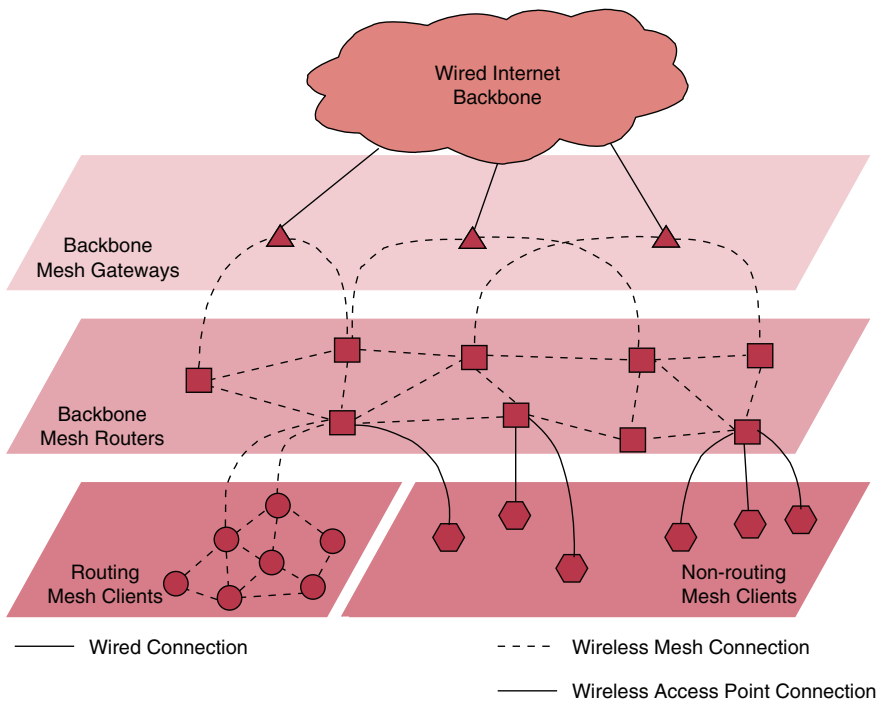 Wired Internet
Backbone
Backbone
Mesh Gateways
Backbone
Mesh Routers
Routing
Mesh Clients
Non-routing
Mesh Clients
Wired Connection
Wireless Mesh Connection
Wireless Access Point Connection